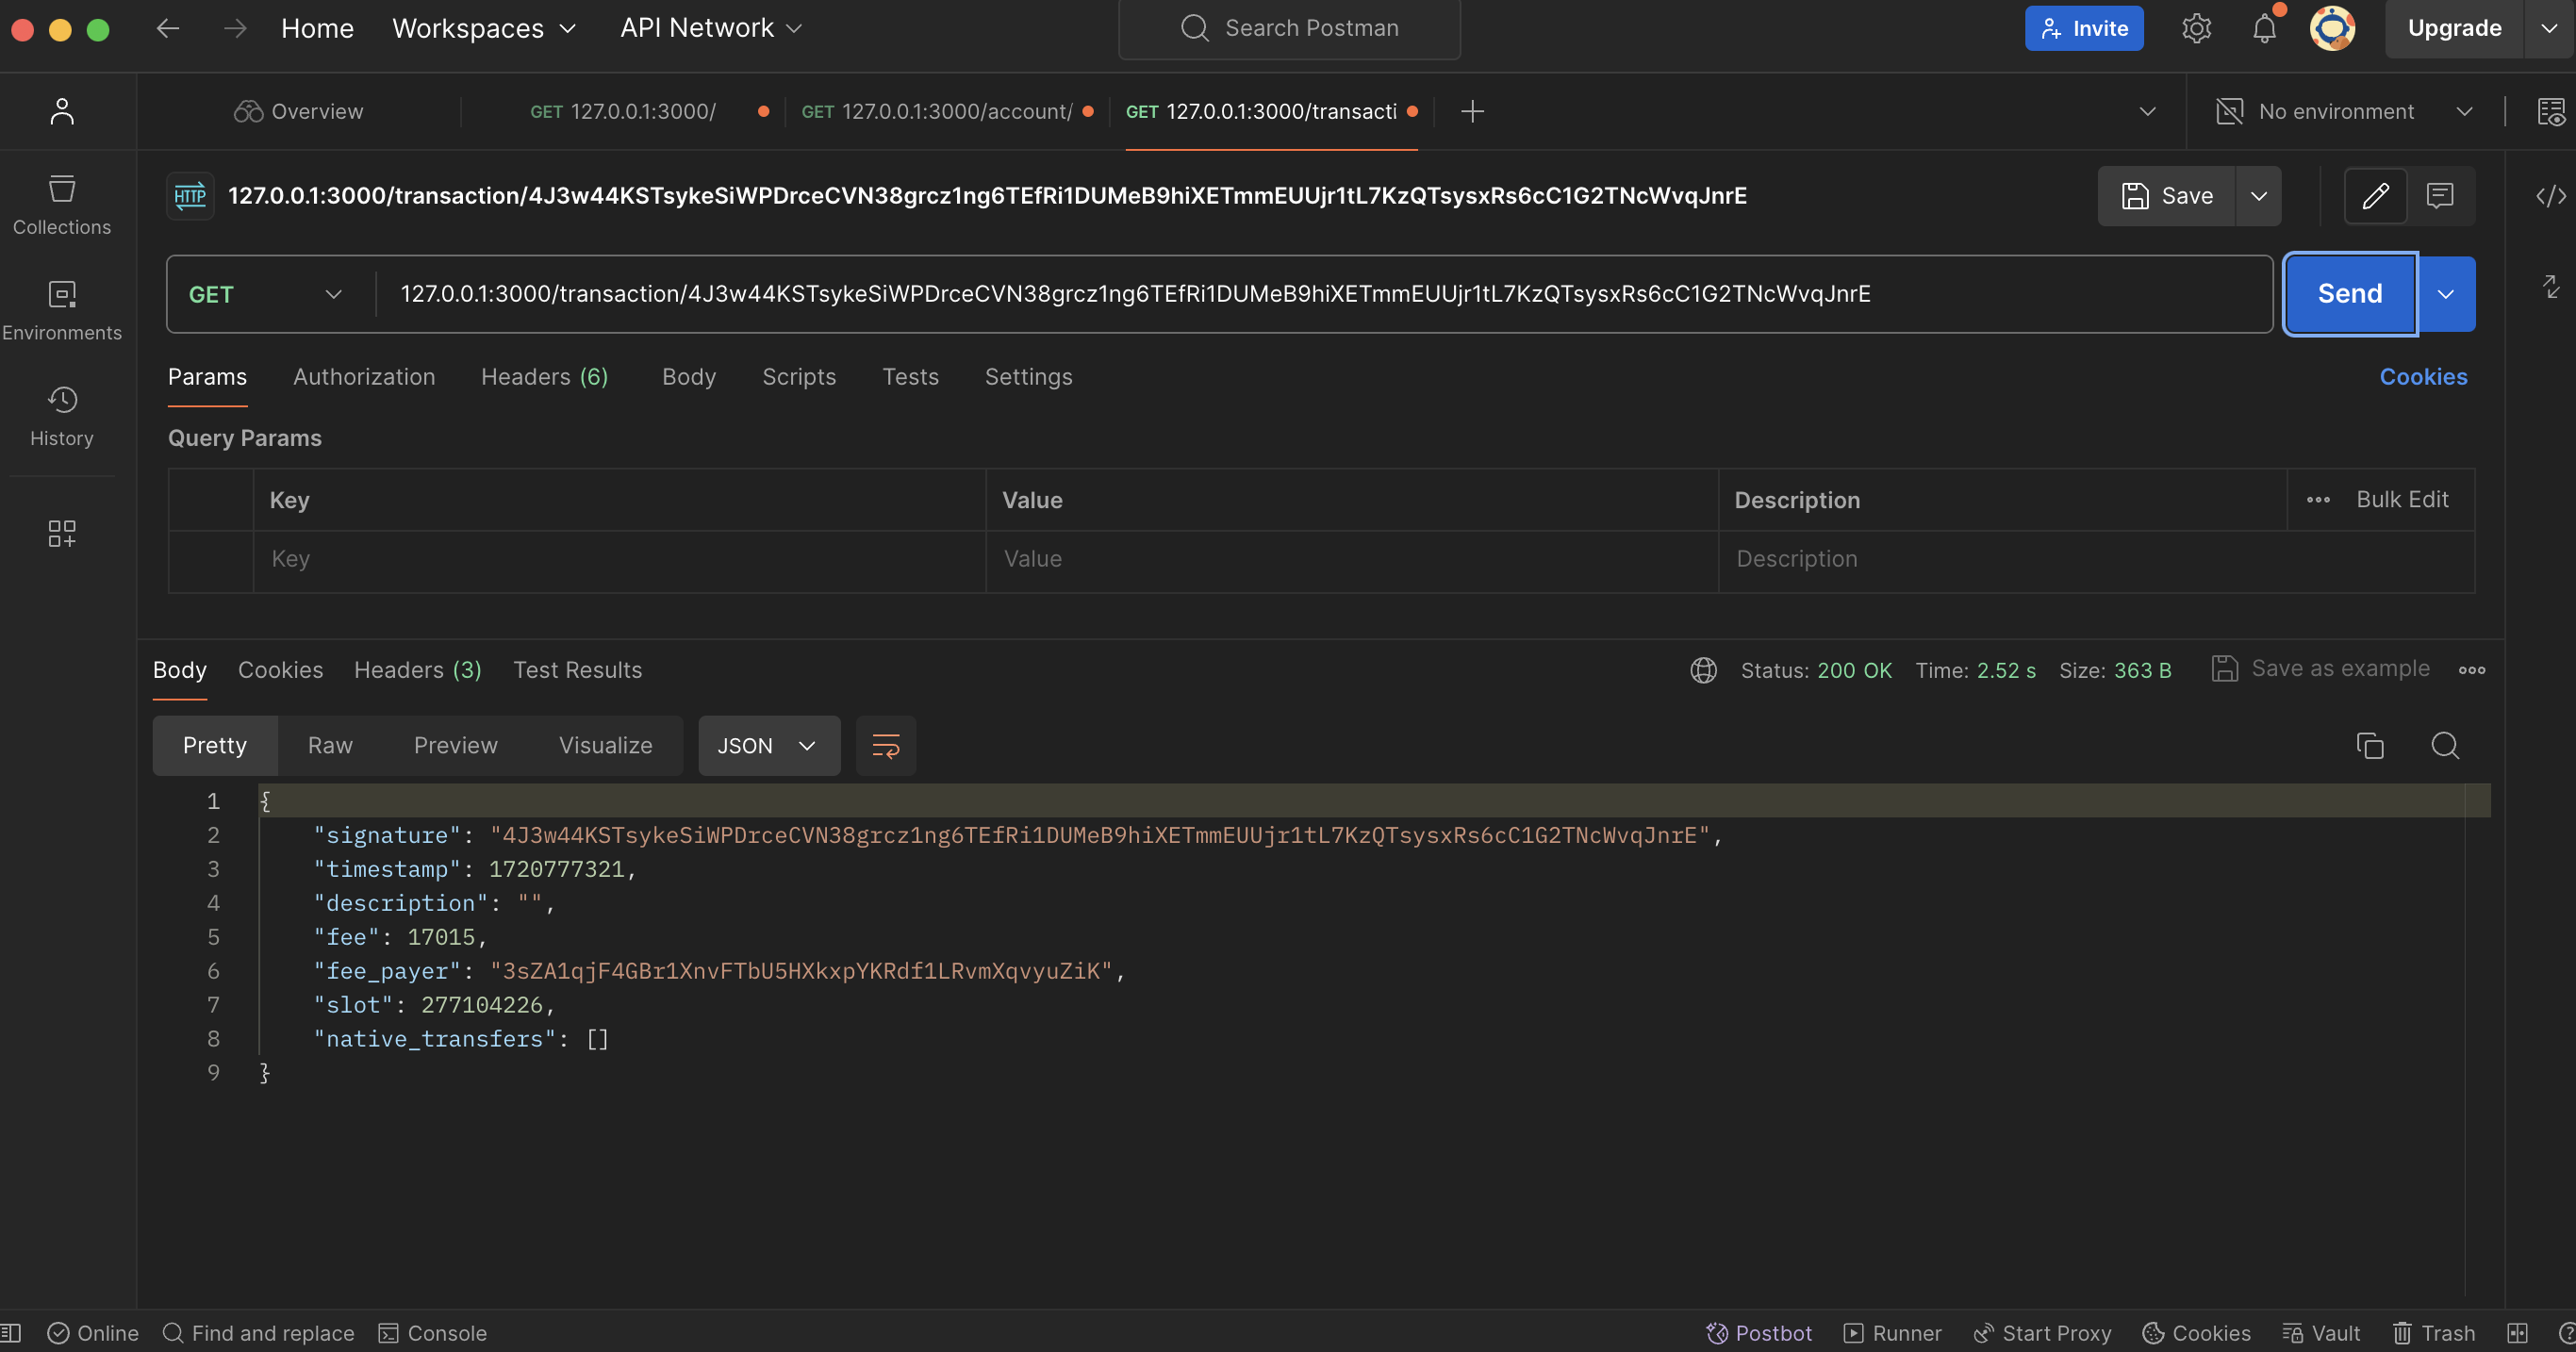 Home Workspaces API Network Search Postman Invite Upgrade
Overview GET 127.0.0.1:3000/ GET 127.0.0.1:3000/account/ GET 127.0.0.1:3000/transacti No environment
HTTP 127.0.0.1:3000/transaction/4J3w44KSTsykeSiWPDrceCVN38grcz1ng6TEfRi1DUMeB9hiXETmmEUUjr1tL7KzQTsysxRs6cC1G2TNcWvqJnrE Save
Collections
GET 127.0.0.1:3000/transaction/4J3w44KSTsykeSiWPDrceCVN38grcz1ng6TEfRi1DUMeB9hiXETmmEUUjr1tL7KzQTsysxRs6cC1G2TNcWvqJnrE Send
Environments
Params Authorization Headers (6) Body Scripts Tests Settings Cookies
History
Query Params
Key Value Description Bulk Edit
Key Value Description
Body Cookies Headers (3) Test Results Status: 200 OK Time: 2.52 s Size: 363 B Save as example
Pretty Raw Preview Visualize JSON
1 {
2 "signature": "4J3w44KSTsykeSiWPDrceCVN38grcz1ng6TEfRi1DUMeB9hiXETmmEUUjr1tL7KzQTsysxRs6cC1G2TNcWvqJnrE",
3 "timestamp": 1720777321,
4 "description": "",
5 "fee": 17015,
6 "fee_payer": "3sZA1qjF4GBr1XnvFTbU5HXkxpYKRdf1LRvmXqvyuZiK",
7 "slot": 277104226,
8 "native_transfers": []
9 }
Online Find and replace Console Postbot Runner Start Proxy Cookies Vault Trash